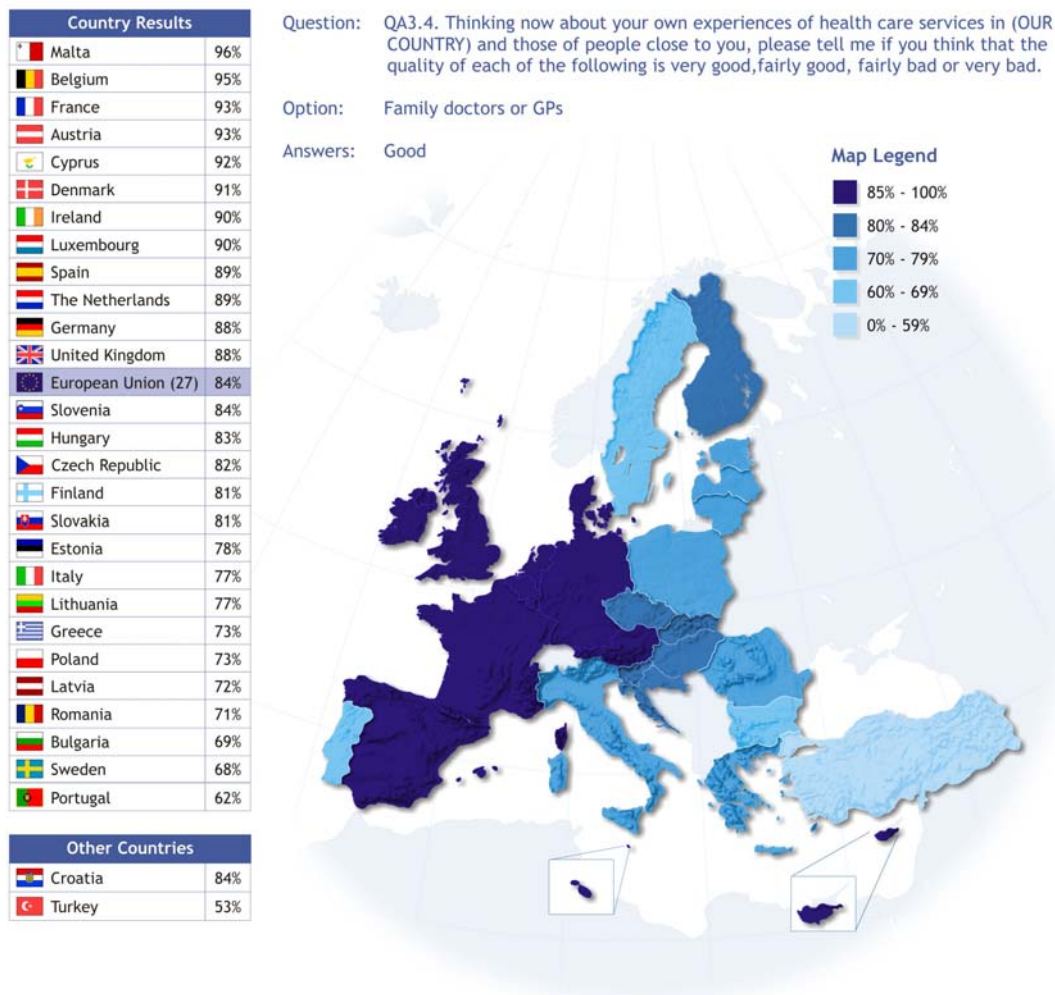 Country Results
Malta 96%
Belgium 95%
France 93%
Austria 93%
Cyprus 92%
Denmark 91%
Ireland 90%
Luxembourg 90%
Spain 89%
The Netherlands 89%
Germany 88%
United Kingdom 88%
European Union (27) 84%
Slovenia 84%
Hungary 83%
Czech Republic 82%
Finland 81%
Slovakia 81%
Estonia 78%
Italy 77%
Lithuania 77%
Greece 73%
Poland 73%
Latvia 72%
Romania 71%
Bulgaria 69%
Sweden 68%
Portugal 62%
Other Countries
Croatia 84%
Turkey 53%
Question: QA3.4. Thinking now about your own experiences of health care services in (OUR
COUNTRY) and those of people close to you, please tell me if you think that the
quality of each of the following is very good,fairly good, fairly bad or very bad.
Option: Family doctors or GPs
Answers: Good
Map Legend
85% - 100%
80% - 84%
70% - 79%
60% - 69%
0% - 59%